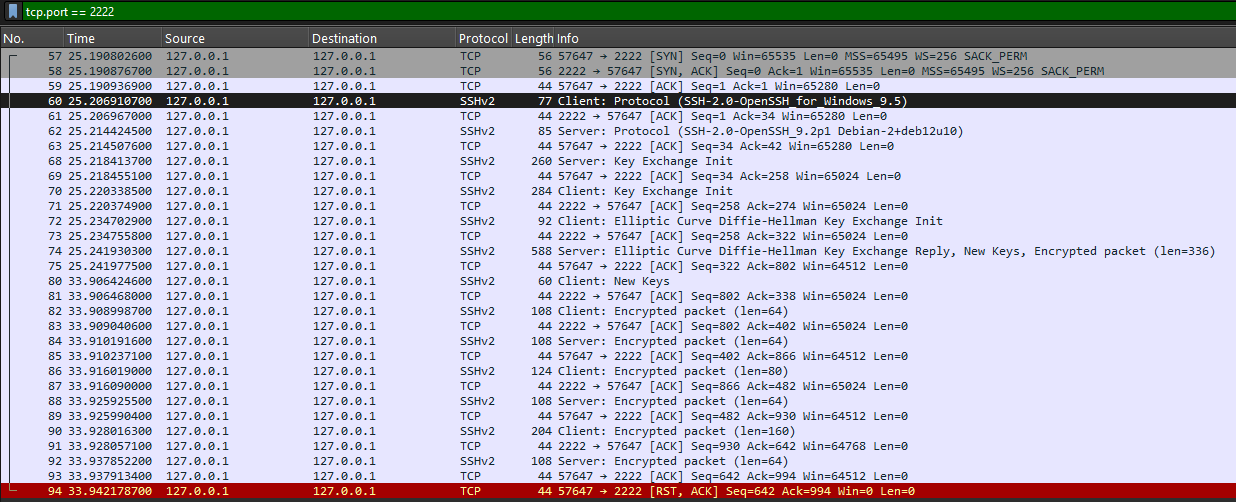 tcp.port == 2222
No. Time Source Destination Protocol Length Info
57 25.190802600 127.0.0.1 127.0.0.1 TCP 56 57647 → 2222 [SYN] Seq=0 Win=65535 Len=0 MSS=65495 WS=256 SACK_PERM
58 25.190876700 127.0.0.1 127.0.0.1 TCP 56 2222 → 57647 [SYN, ACK] Seq=0 Ack=1 Win=65535 Len=0 MSS=65495 WS=256 SACK_PERM
59 25.190936900 127.0.0.1 127.0.0.1 TCP 44 57647 → 2222 [ACK] Seq=1 Ack=1 Win=65280 Len=0
60 25.206910700 127.0.0.1 127.0.0.1 SSHv2 77 Client: Protocol (SSH-2.0-OpenSSH_for_Windows_9.5)
61 25.206967000 127.0.0.1 127.0.0.1 TCP 44 2222 → 57647 [ACK] Seq=1 Ack=34 Win=65280 Len=0
62 25.214424500 127.0.0.1 127.0.0.1 SSHv2 85 Server: Protocol (SSH-2.0-OpenSSH_9.2p1 Debian-2+deb12u10)
63 25.214507600 127.0.0.1 127.0.0.1 TCP 44 57647 → 2222 [ACK] Seq=34 Ack=42 Win=65280 Len=0
68 25.218413700 127.0.0.1 127.0.0.1 SSHv2 260 Server: Key Exchange Init
69 25.218455100 127.0.0.1 127.0.0.1 TCP 44 57647 → 2222 [ACK] Seq=34 Ack=258 Win=65024 Len=0
70 25.220338500 127.0.0.1 127.0.0.1 SSHv2 284 Client: Key Exchange Init
71 25.220374900 127.0.0.1 127.0.0.1 TCP 44 2222 → 57647 [ACK] Seq=258 Ack=274 Win=65024 Len=0
72 25.234702900 127.0.0.1 127.0.0.1 SSHv2 92 Client: Elliptic Curve Diffie-Hellman Key Exchange Init
73 25.234755800 127.0.0.1 127.0.0.1 TCP 44 2222 → 57647 [ACK] Seq=258 Ack=322 Win=65024 Len=0
74 25.241930300 127.0.0.1 127.0.0.1 SSHv2 588 Server: Elliptic Curve Diffie-Hellman Key Exchange Reply, New Keys, Encrypted packet (len=336)
75 25.241977500 127.0.0.1 127.0.0.1 TCP 44 57647 → 2222 [ACK] Seq=322 Ack=802 Win=64512 Len=0
80 33.906424600 127.0.0.1 127.0.0.1 SSHv2 60 Client: New Keys
81 33.906468000 127.0.0.1 127.0.0.1 TCP 44 2222 → 57647 [ACK] Seq=802 Ack=338 Win=65024 Len=0
82 33.908998700 127.0.0.1 127.0.0.1 SSHv2 108 Client: Encrypted packet (len=64)
83 33.909040600 127.0.0.1 127.0.0.1 TCP 44 2222 → 57647 [ACK] Seq=802 Ack=402 Win=65024 Len=0
84 33.910191600 127.0.0.1 127.0.0.1 SSHv2 108 Server: Encrypted packet (len=64)
85 33.910237100 127.0.0.1 127.0.0.1 TCP 44 57647 → 2222 [ACK] Seq=402 Ack=866 Win=64512 Len=0
86 33.916019000 127.0.0.1 127.0.0.1 SSHv2 124 Client: Encrypted packet (len=80)
87 33.916090000 127.0.0.1 127.0.0.1 TCP 44 2222 → 57647 [ACK] Seq=866 Ack=482 Win=65024 Len=0
88 33.925925500 127.0.0.1 127.0.0.1 SSHv2 108 Server: Encrypted packet (len=64)
89 33.925990400 127.0.0.1 127.0.0.1 TCP 44 57647 → 2222 [ACK] Seq=482 Ack=930 Win=64512 Len=0
90 33.928016300 127.0.0.1 127.0.0.1 SSHv2 204 Client: Encrypted packet (len=160)
91 33.928057100 127.0.0.1 127.0.0.1 TCP 44 2222 → 57647 [ACK] Seq=930 Ack=642 Win=64768 Len=0
92 33.937852200 127.0.0.1 127.0.0.1 SSHv2 108 Server: Encrypted packet (len=64)
93 33.937913400 127.0.0.1 127.0.0.1 TCP 44 57647 → 2222 [ACK] Seq=642 Ack=994 Win=64512 Len=0
94 33.942178700 127.0.0.1 127.0.0.1 TCP 44 57647 → 2222 [RST, ACK] Seq=642 Ack=994 Win=0 Len=0